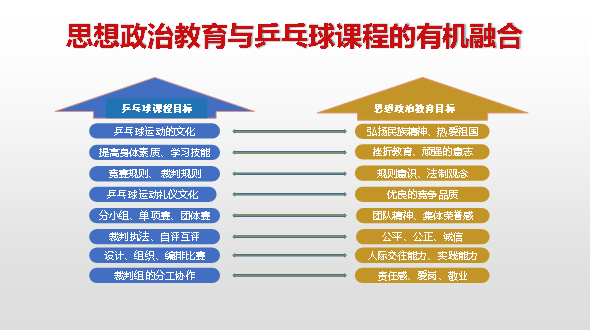 思想政治教育与乒乓球课程的有机融合
乒乓球课程目标
思想政治教育目标
乒乓球运动的文化
弘扬民族精神、热爱祖国
提高身体素质、学习技能
挫折教育、顽强的意志
竞赛规则、裁判规则
规则意识、法制观念
乒乓球运动礼仪文化
优良的竞争品质
分小组、单项赛、团体赛
团队精神、集体荣誉感
裁判执法、自评互评
公平、公正、诚信
设计、组织、编排比赛
人际交往能力、实践能力
裁判组的分工协作
责任感、爱岗、敬业